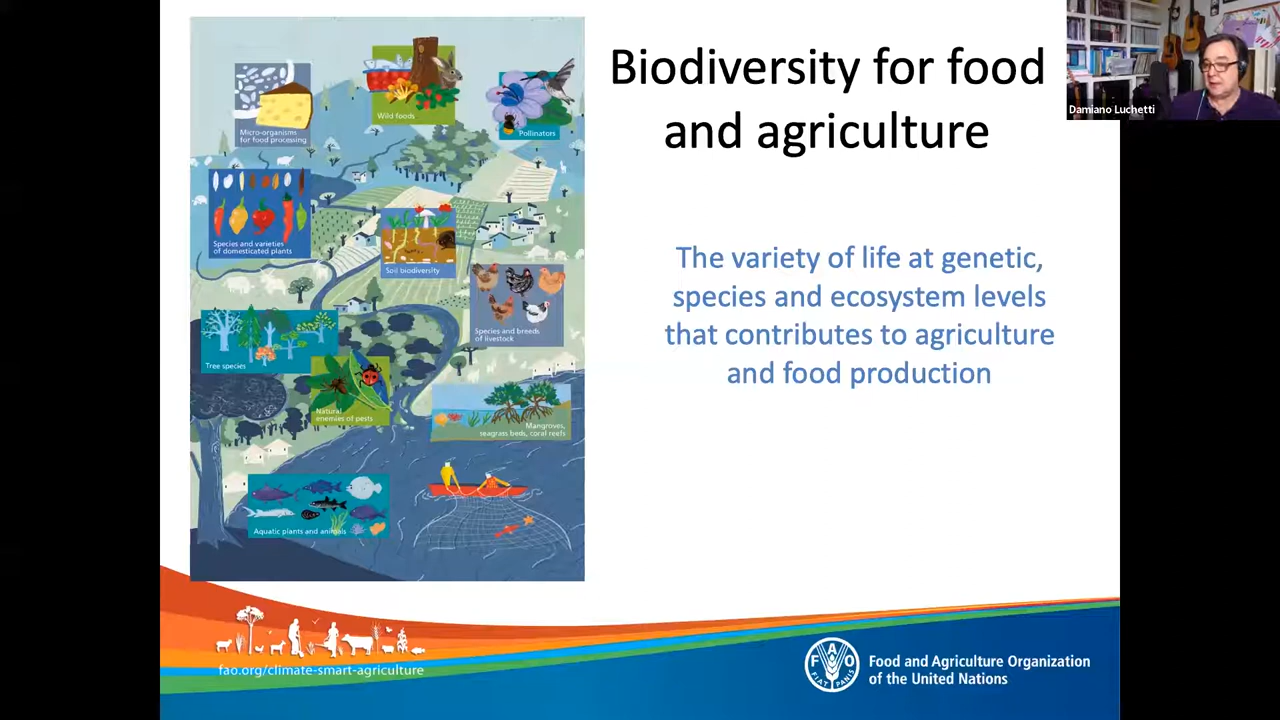 Biodiversity for food
and agriculture
Damiano Luchetti
The variety of life at genetic,
species and ecosystem levels
that contributes to agriculture
and food production
Micro-organisms
for food processing
Wild foods
Pollinators
Species and varieties
of domesticated plants
Soil biodiversity
Species and breeds
of livestock
Tree species
Natural
enemies of pests
Mangroves,
seagrass beds, coral reefs
Aquatic plants and animals
fao.org/climate-smart-agriculture
FAO
FIAT PANIS
Food and Agriculture Organization
of the United Nations